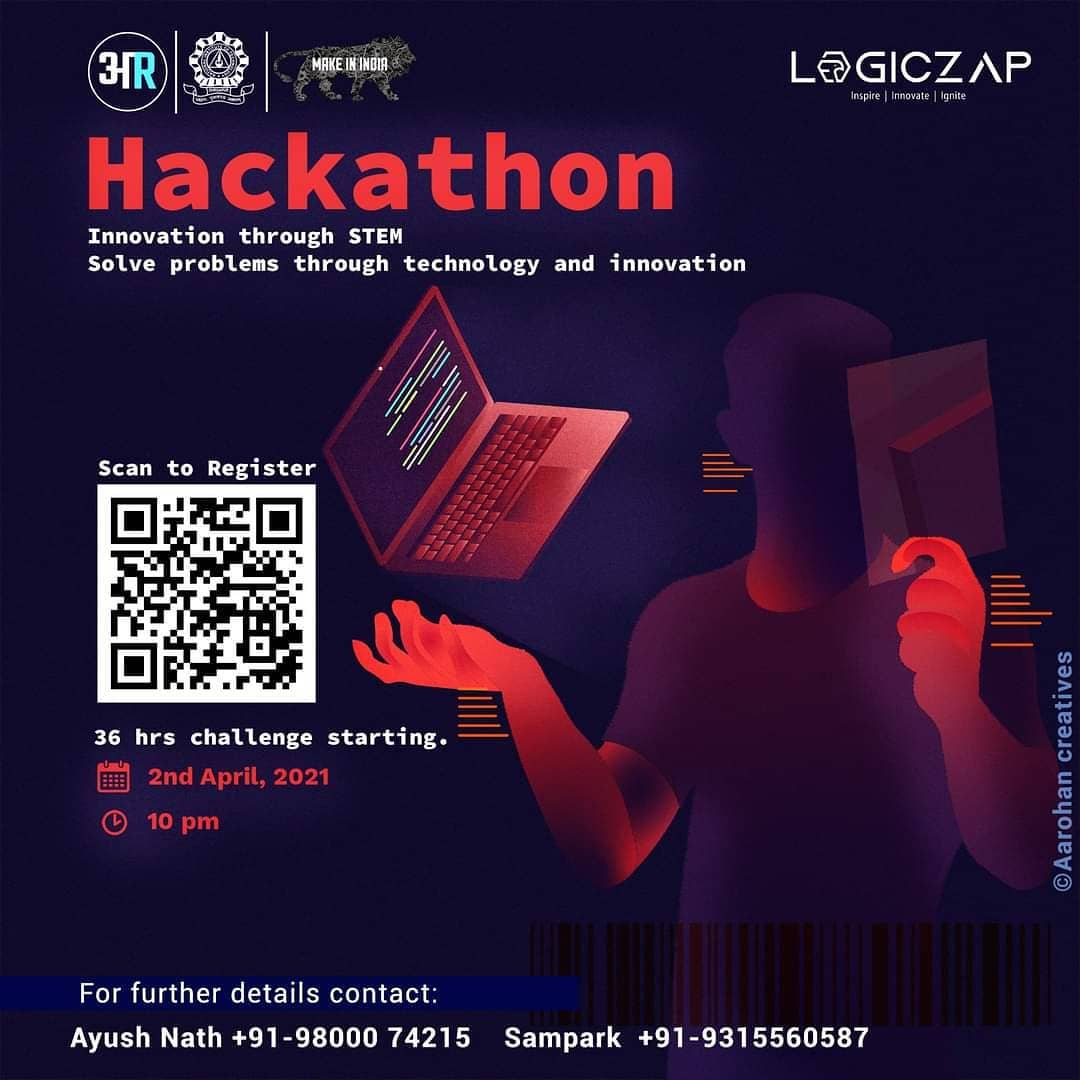 अR
MAKE IN INDIA
LOGICZAP
Inspire | Innovate | Ignite
Hackathon
Innovation through STEM
Solve problems through technology and innovation
Scan to Register
36 hrs challenge starting.
2nd April, 2021
10 pm
©Aarohan creatives
For further details contact:
Ayush Nath +91-98000 74215 Sampark +91-9315560587